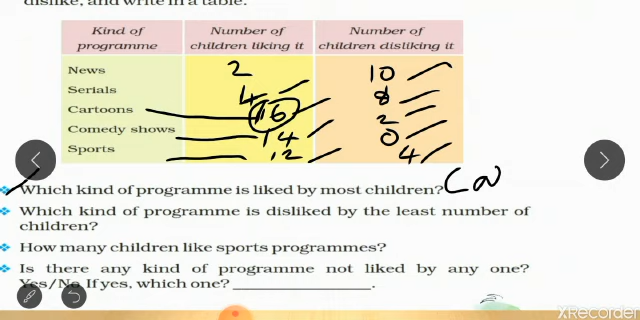 dislike, and write in a table.
Kind of programme Number of children liking it Number of children disliking it
News 2 10
Serials 4 8
Cartoons 16 2
Comedy shows 14 0
Sports 12 4
Which kind of programme is liked by most children? Ca
Which kind of programme is disliked by the least number of
children?
How many children like sports programmes?
Is there any kind of programme not liked by any one?
Yes/No If yes, which one? ____________________.
XRecorder